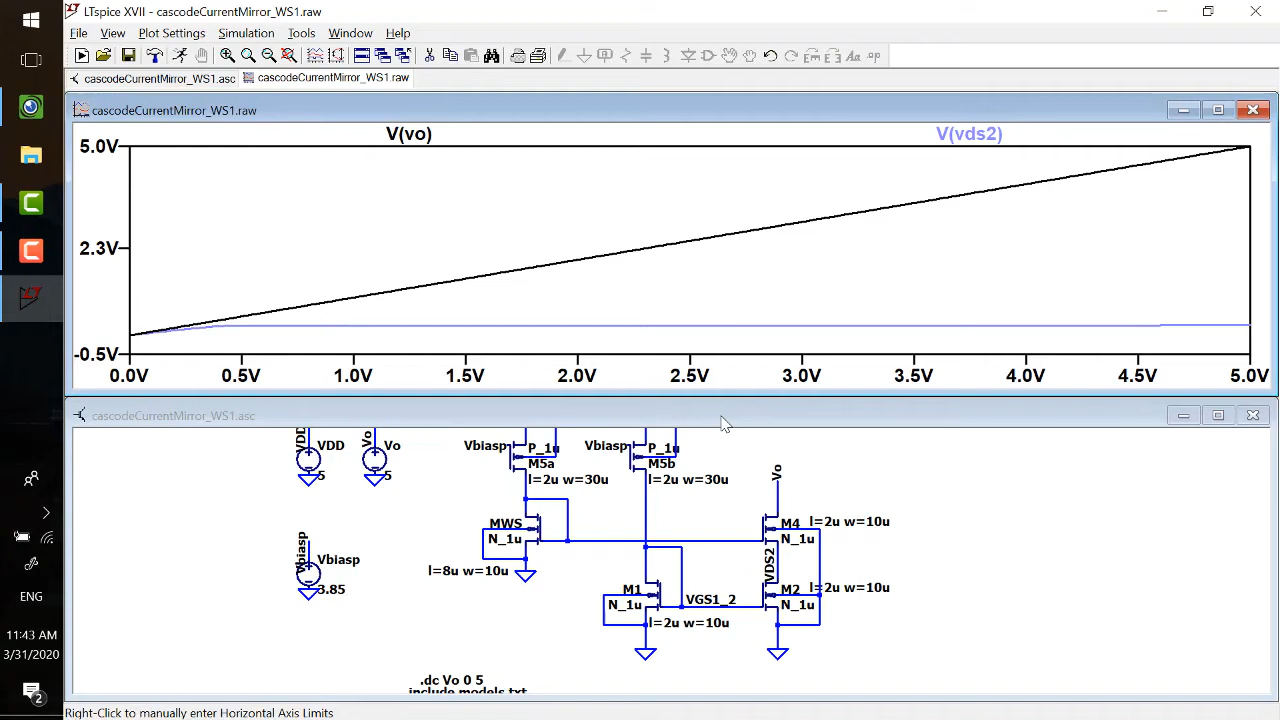 LTspice XVII - cascodeCurrentMirror_WS1.raw
File View Plot Settings Simulation Tools Window Help
cascodeCurrentMirror_WS1.asc cascodeCurrentMirror_WS1.raw
cascodeCurrentMirror_WS1.raw
V(vo) V(vds2)
5.0V
2.3V
-0.5V
0.0V 0.5V 1.0V 1.5V 2.0V 2.5V 3.0V 3.5V 4.0V 4.5V 5.0V
cascodeCurrentMirror_WS1.asc
VDD
VDD
5
Vo
Vo
5
Vbiasp
Vbiasp
3.85
Vbiasp
P_1u
M5a
l=2u w=30u
Vbiasp
P_1u
M5b
l=2u w=30u
MWS
N_1u
l=8u w=10u
M1
N_1u
l=2u w=10u
VGS1_2
Vo
M4
N_1u
l=2u w=10u
VDS2
M2
N_1u
l=2u w=10u
.dc Vo 0 5
include models.txt
ENG
11:43 AM
3/31/2020
2
Right-Click to manually enter Horizontal Axis Limits